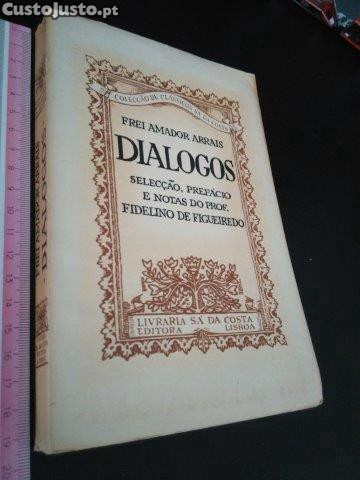 CustoJusto.pt
COLECÇÃO DE CLÁSSICOS SÁ DA COSTA
FREI AMADOR ARRAIS
DIALOGOS
SELECÇÃO, PREFÁCIO
E NOTAS DO PROF.
FIDELINO DE FIGUEIREDO
LIVRARIA SÁ DA COSTA
EDITORA LISBOA
FREI AMADOR ARRAIS
DIALOGOS